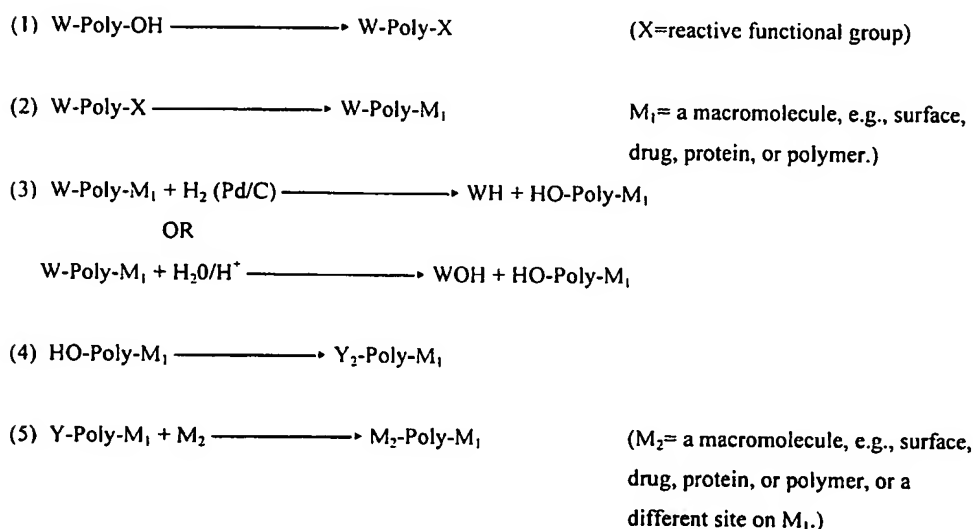 (1) W-Poly-OH ⟶ W-Poly-X (X=reactive functional group)
(2) W-Poly-X ⟶ W-Poly-M₁ M₁= a macromolecule, e.g., surface,
drug, protein, or polymer.)
(3) W-Poly-M₁ + H₂ (Pd/C) ⟶ WH + HO-Poly-M₁
OR
W-Poly-M₁ + H₂0/H⁺ ⟶ WOH + HO-Poly-M₁
(4) HO-Poly-M₁ ⟶ Y₂-Poly-M₁
(5) Y-Poly-M₁ + M₂ ⟶ M₂-Poly-M₁ (M₂= a macromolecule, e.g., surface,
drug, protein, or polymer, or a
different site on M₁.)